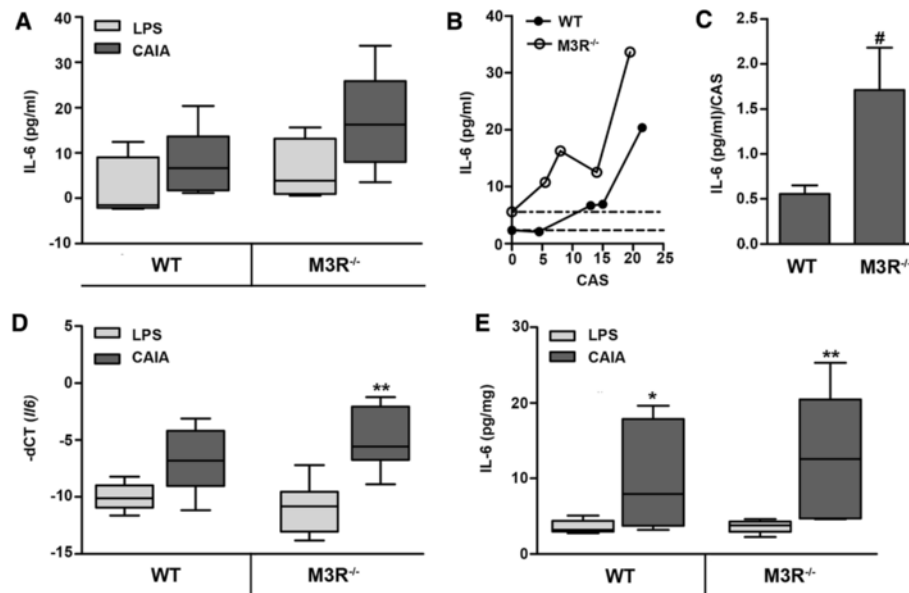 A
IL-6 (pg/ml)
40
30
20
10
0
-10
LPS
CAIA
WT
M3R-/-
B
IL-6 (pg/ml)
40
30
20
10
0
WT
M3R-/-
0
5
10
15
20
25
CAS
C
IL-6 (pg/ml)/CAS
2.5
2.0
1.5
1.0
0.5
0.0
#
WT
M3R-/-
D
-dCT (Il6)
5
0
-5
-10
-15
LPS
CAIA
**
WT
M3R-/-
E
IL-6 (pg/mg)
30
20
10
0
LPS
CAIA
*
**
WT
M3R-/-